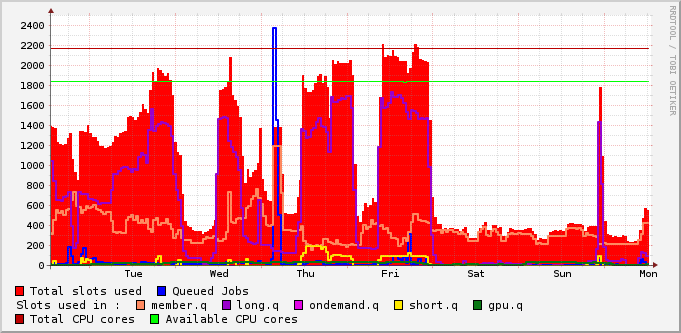 RRDTOOL / TOBI OETIKER
2400
2200
2000
1800
1600
1400
1200
1000
800
600
400
200
0
Tue Wed Thu Fri Sat Sun Mon
Total slots used Queued Jobs
Slots used in : member.q long.q ondemand.q short.q gpu.q
Total CPU cores Available CPU cores